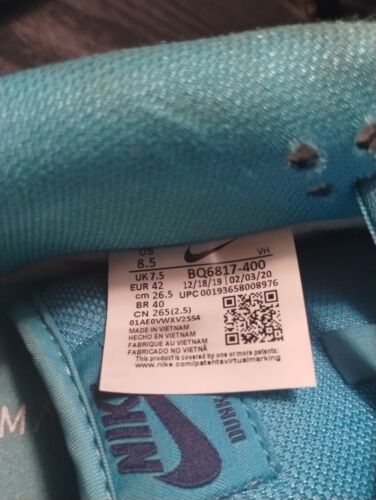 US
8.5
VH
UK 7.5
BQ6817-400
EUR 42
12/18/19
02/03/20
cm 26.5
UPC 00193658008976
BR 40
CN 265(2.5)
01AE0VWXV2SS4
MADE IN VIETNAM
HECHO EN VIETNAM
FABRIQUE AU VIETNAM
FABRICADO NO VIETNÃ
This product is covered by one or more patents.
www.nike.com/patentsvirtualmarking
NIKE
DUNK